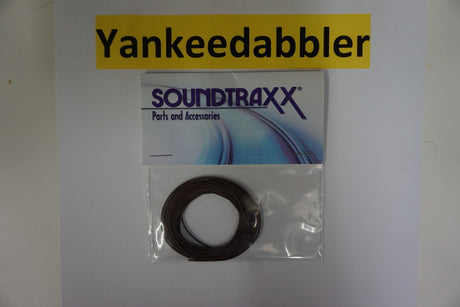 Yankeedabbler
SOUNDTRAXX®
Parts and Accessories